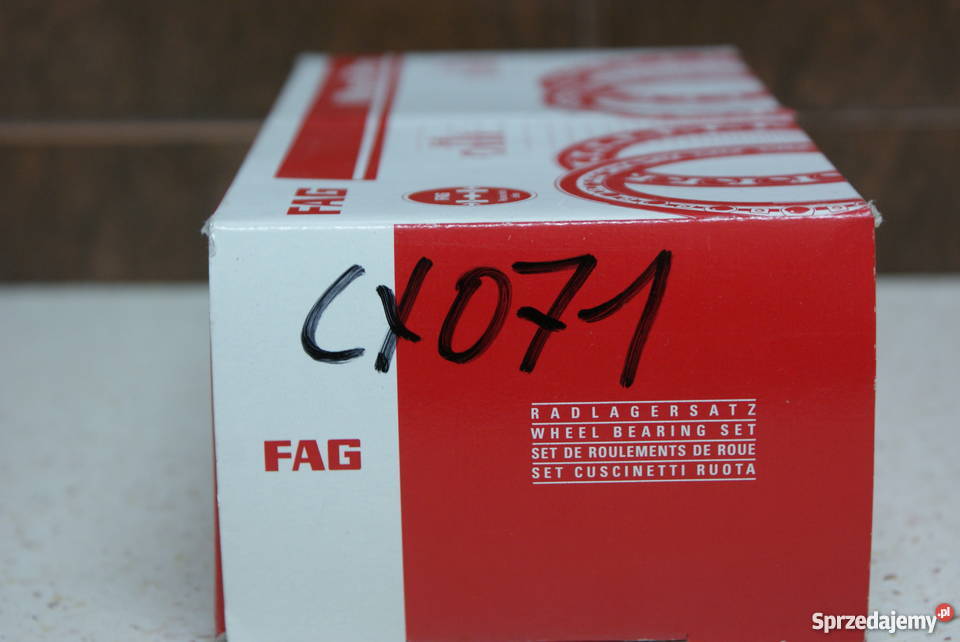 FAG
CX071
FAG
RADLAGERSATZ
WHEEL BEARING SET
SET DE ROULEMENTS DE ROUE
SET CUSCINETTI RUOTA
Sprzedajemy.pl